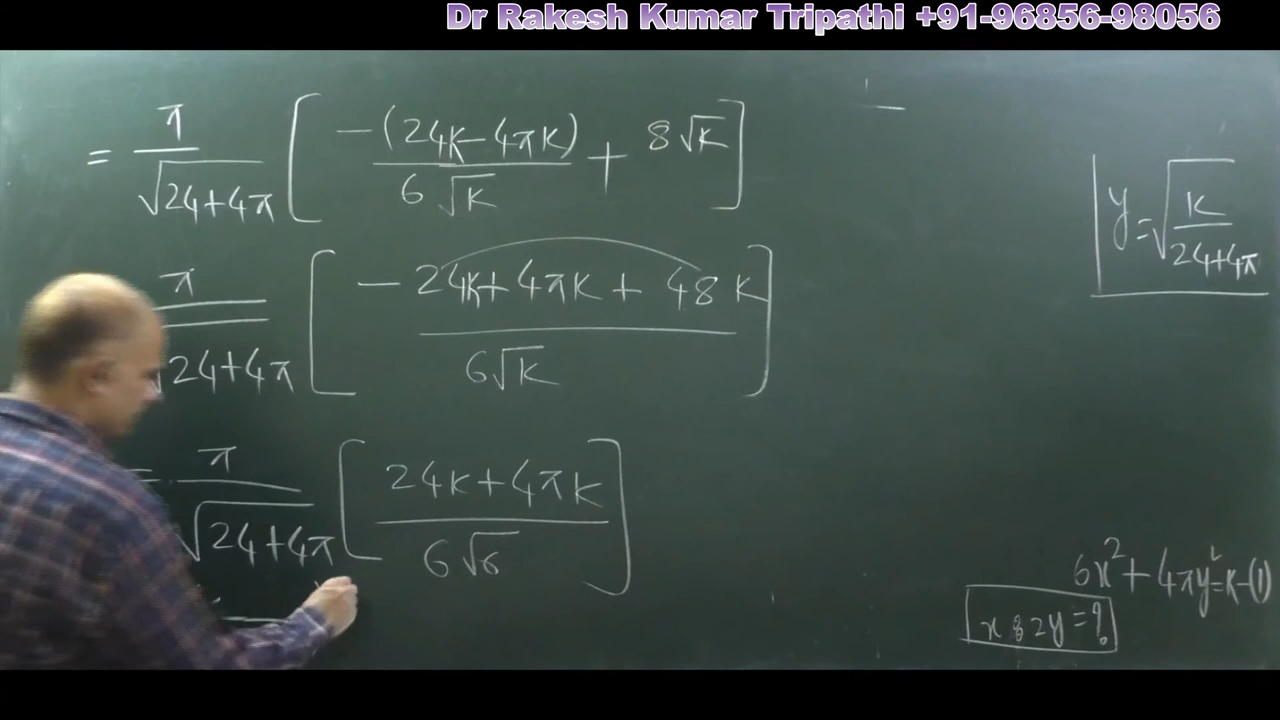 Dr Rakesh Kumar Tripathi +91-96856-98056
= π/√(24+4π) [ -(24k-4πk)/(6√k) + 8√k ]
π/√(24+4π) [ (-24k+4πk+48k)/(6√k) ]
= π/√(24+4π) [ (24k+4πk)/(6√6) ]
y=√(k/(24+4π))
6x²+4πy²=k-(1)
x & 2y=?